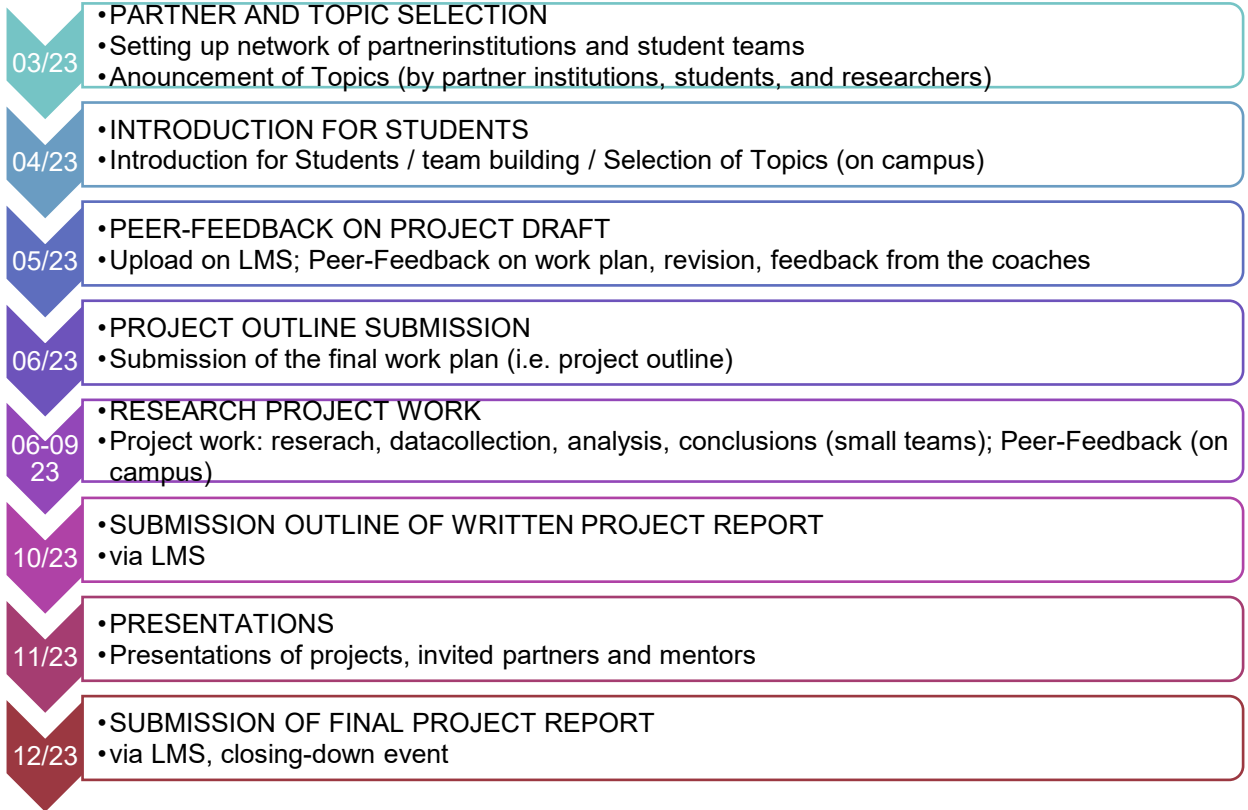 03/23
•PARTNER AND TOPIC SELECTION
•Setting up network of partnerinstitutions and student teams
•Anouncement of Topics (by partner institutions, students, and researchers)
04/23
•INTRODUCTION FOR STUDENTS
•Introduction for Students / team building / Selection of Topics (on campus)
05/23
•PEER-FEEDBACK ON PROJECT DRAFT
•Upload on LMS; Peer-Feedback on work plan, revision, feedback from the coaches
06/23
•PROJECT OUTLINE SUBMISSION
•Submission of the final work plan (i.e. project outline)
06-09
23
•RESEARCH PROJECT WORK
•Project work: reserach, datacollection, analysis, conclusions (small teams); Peer-Feedback (on
campus)
10/23
•SUBMISSION OUTLINE OF WRITTEN PROJECT REPORT
•via LMS
11/23
•PRESENTATIONS
•Presentations of projects, invited partners and mentors
12/23
•SUBMISSION OF FINAL PROJECT REPORT
•via LMS, closing-down event